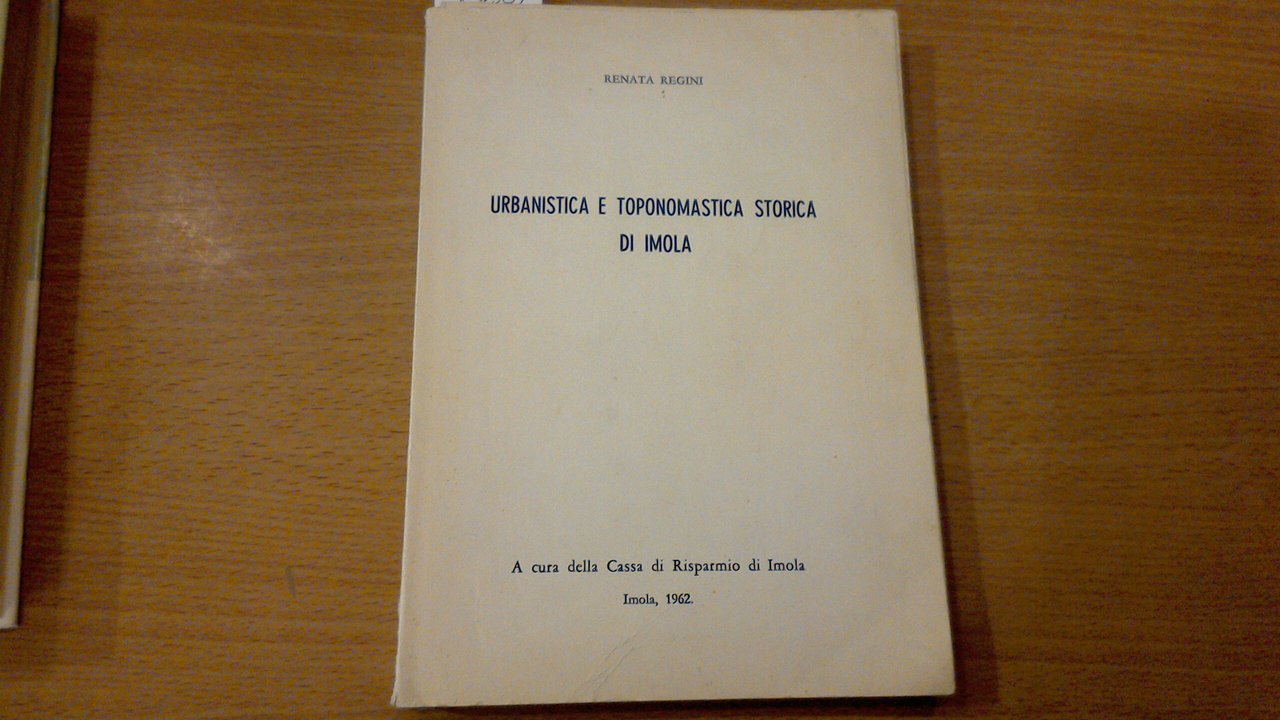 RENATA REGINI
URBANISTICA E TOPONOMASTICA STORICA
DI IMOLA
A cura della Cassa di Risparmio di Imola
Imola, 1962.